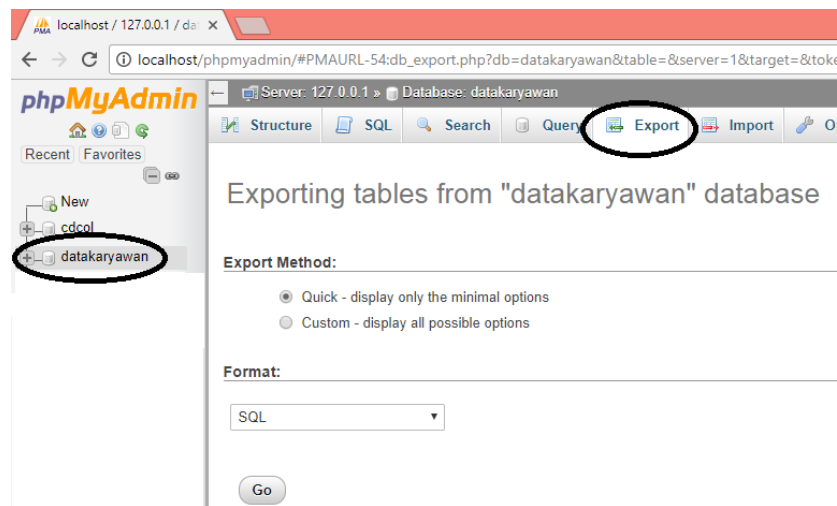 localhost / 127.0.0.1 / da
localhost/phpmyadmin/#PMAURL-54:db_export.php?db=datakaryawan&table=&server=1&target=&toke
phpMyAdmin
Recent Favorites
New
cdcol
datakaryawan
Server: 127.0.0.1 » Database: datakaryawan
Structure SQL Search Query Export Import O
Exporting tables from "datakaryawan" database
Export Method:
Quick - display only the minimal options
Custom - display all possible options
Format:
SQL
Go